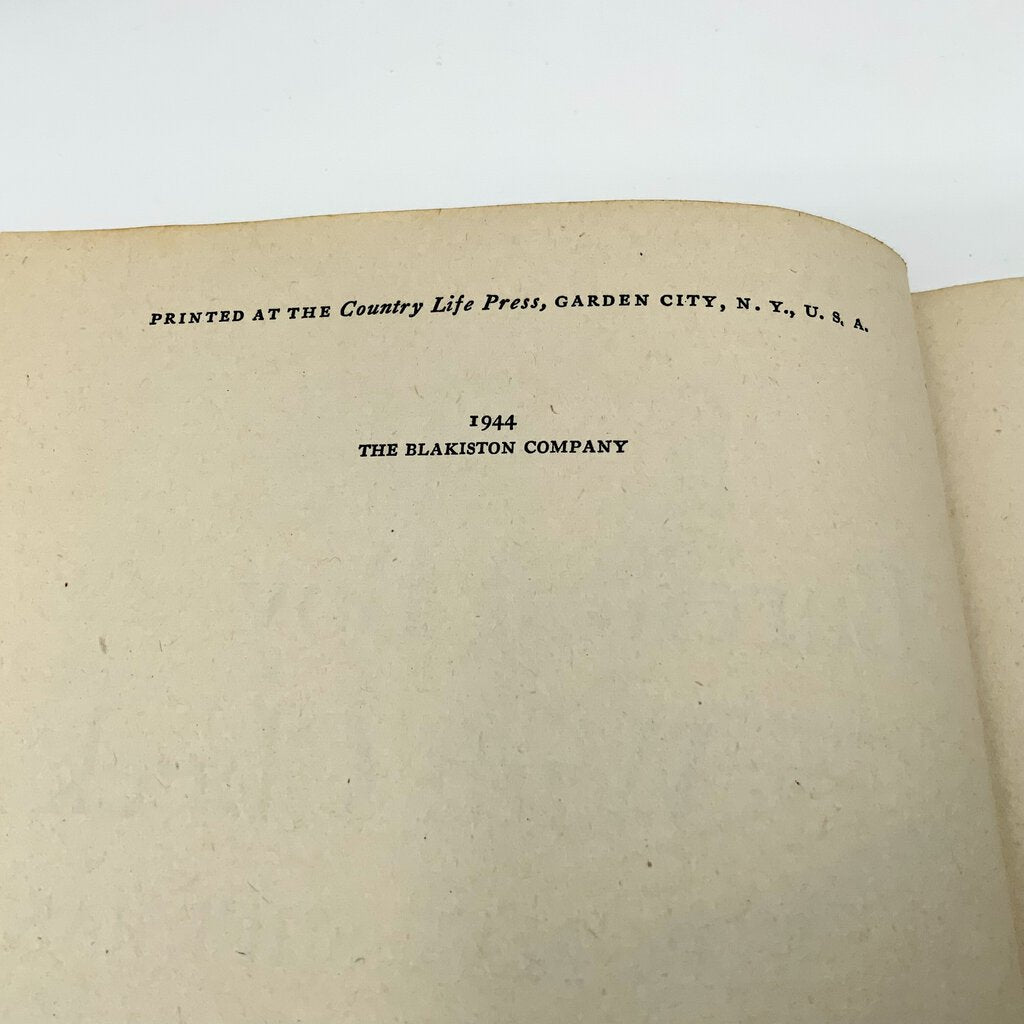 PRINTED AT THE Country Life Press, GARDEN CITY, N. Y., U. S. A.
1944
THE BLAKISTON COMPANY